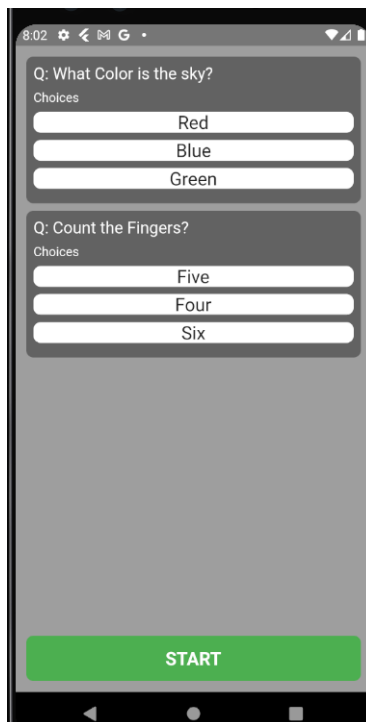 8:02 G
Q: What Color is the sky?
Choices
Red
Blue
Green
Q: Count the Fingers?
Choices
Five
Four
Six
START